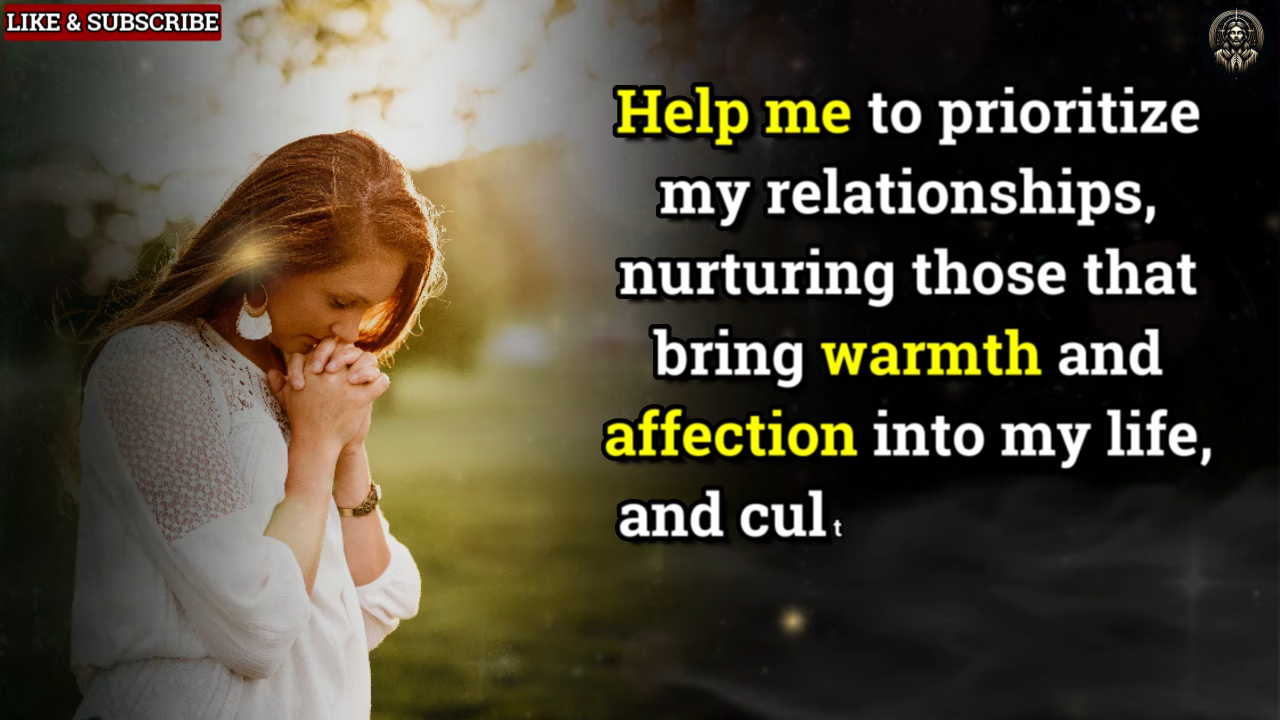 LIKE & SUBSCRIBE
Help me to prioritize
my relationships,
nurturing those that
bring warmth and
affection into my life,
and cult